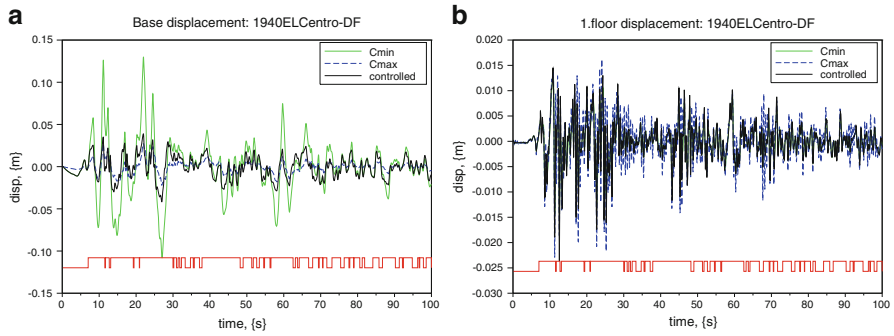 a
Base displacement: 1940ELCentro-DF
0.15
0.10
0.05
0.00
-0.05
-0.10
-0.15
disp, {m}
Cmin
Cmax
controlled
0 10 20 30 40 50 60 70 80 90 100
time, {s}
b
1.floor displacement: 1940ELCentro-DF
0.020
0.015
0.010
0.005
0.000
-0.005
-0.010
-0.015
-0.020
-0.025
-0.030
disp, {m}
Cmin
Cmax
controlled
0 10 20 30 40 50 60 70 80 90 100
time, {s}